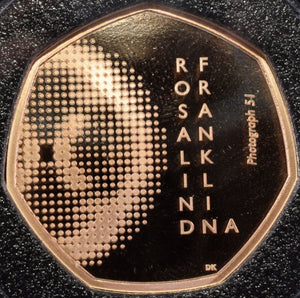 ROSALIND
FRANKLIN
DNA
Photograph 51
DK